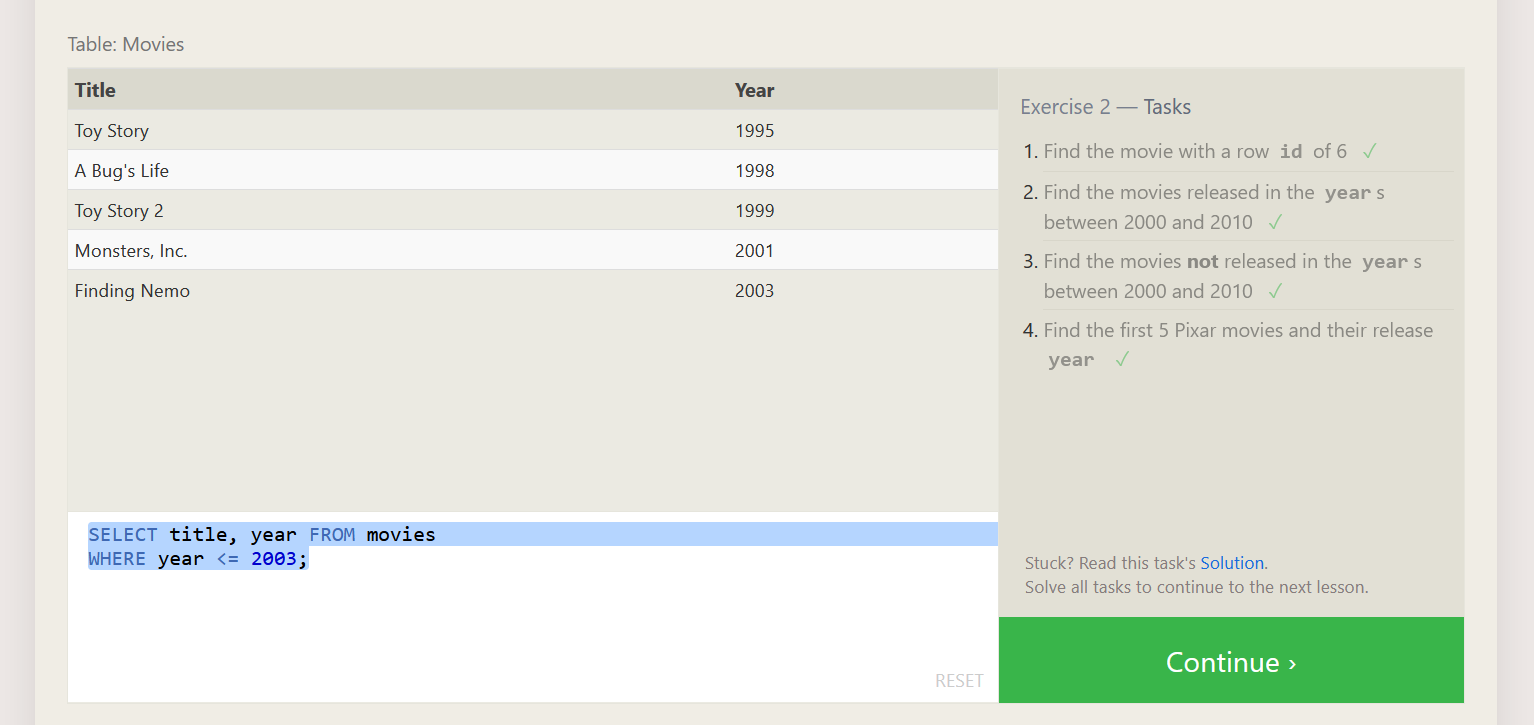 Table: Movies
Title Year
Toy Story 1995
A Bug's Life 1998
Toy Story 2 1999
Monsters, Inc. 2001
Finding Nemo 2003
SELECT title, year FROM movies
WHERE year <= 2003;
RESET
Exercise 2 — Tasks
1. Find the movie with a row id of 6 ✓
2. Find the movies released in the year s
between 2000 and 2010 ✓
3. Find the movies not released in the year s
between 2000 and 2010 ✓
4. Find the first 5 Pixar movies and their release
year ✓
Stuck? Read this task's Solution.
Solve all tasks to continue to the next lesson.
Continue ›